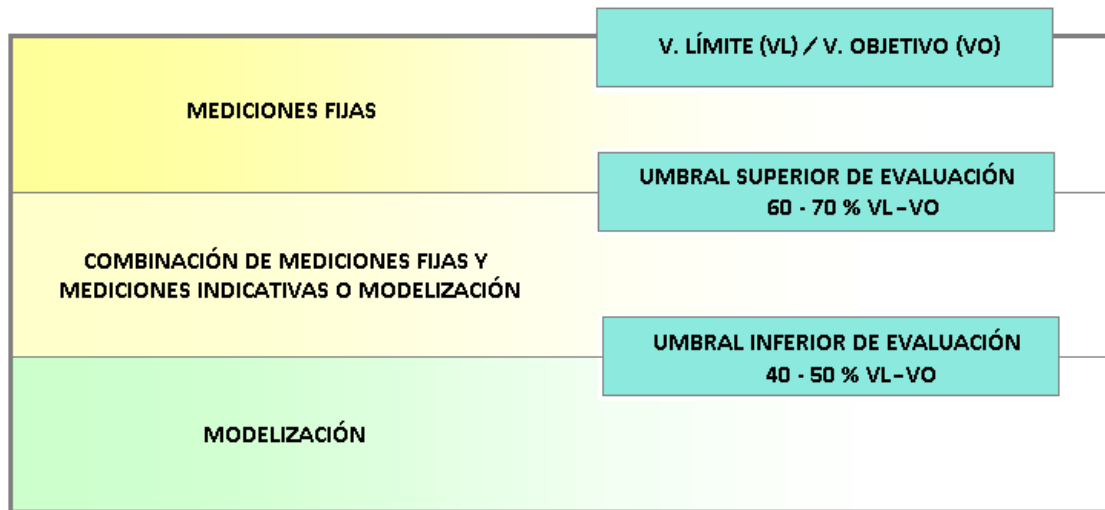 V. LÍMITE (VL) / V. OBJETIVO (VO)
MEDICIONES FIJAS
UMBRAL SUPERIOR DE EVALUACIÓN
60 - 70 % VL-VO
COMBINACIÓN DE MEDICIONES FIJAS Y
MEDICIONES INDICATIVAS O MODELIZACIÓN
UMBRAL INFERIOR DE EVALUACIÓN
40 - 50 % VL-VO
MODELIZACIÓN